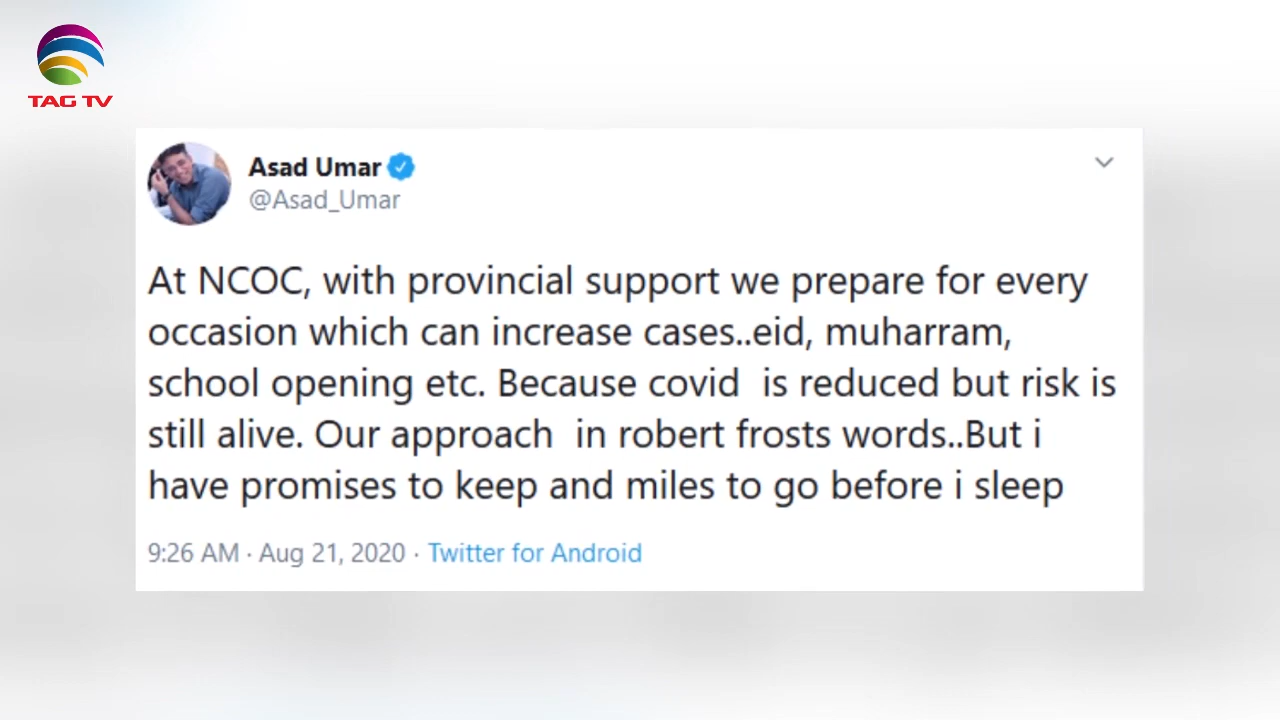 TAG TV
Asad Umar
@Asad_Umar
At NCOC, with provincial support we prepare for every
occasion which can increase cases..eid, muharram,
school opening etc. Because covid  is reduced but risk is
still alive. Our approach  in robert frosts words..But i
have promises to keep and miles to go before i sleep
9:26 AM · Aug 21, 2020 · Twitter for Android